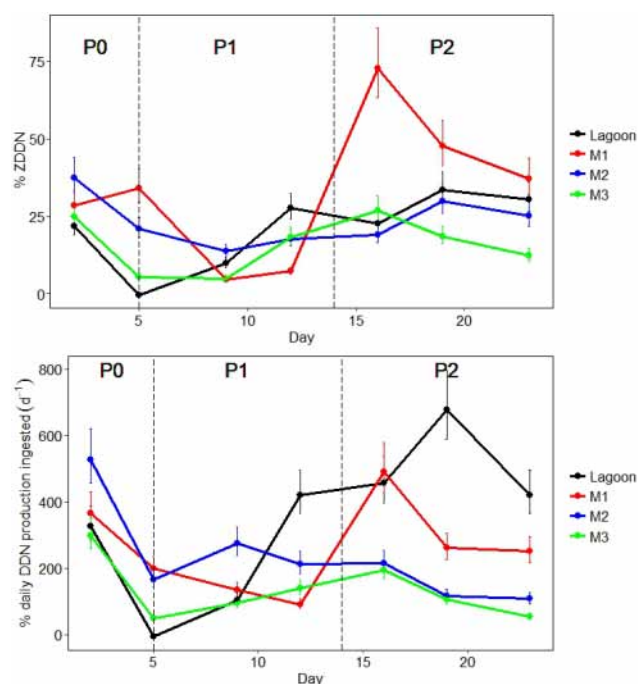 P0 P1 P2
75
50
25
0
% ZDDN
5 10 15 20
Day
Lagoon
M1
M2
M3
P0 P1 P2
800
600
400
200
0
% daily DDN production ingested (d⁻¹)
5 10 15 20
Day
Lagoon
M1
M2
M3